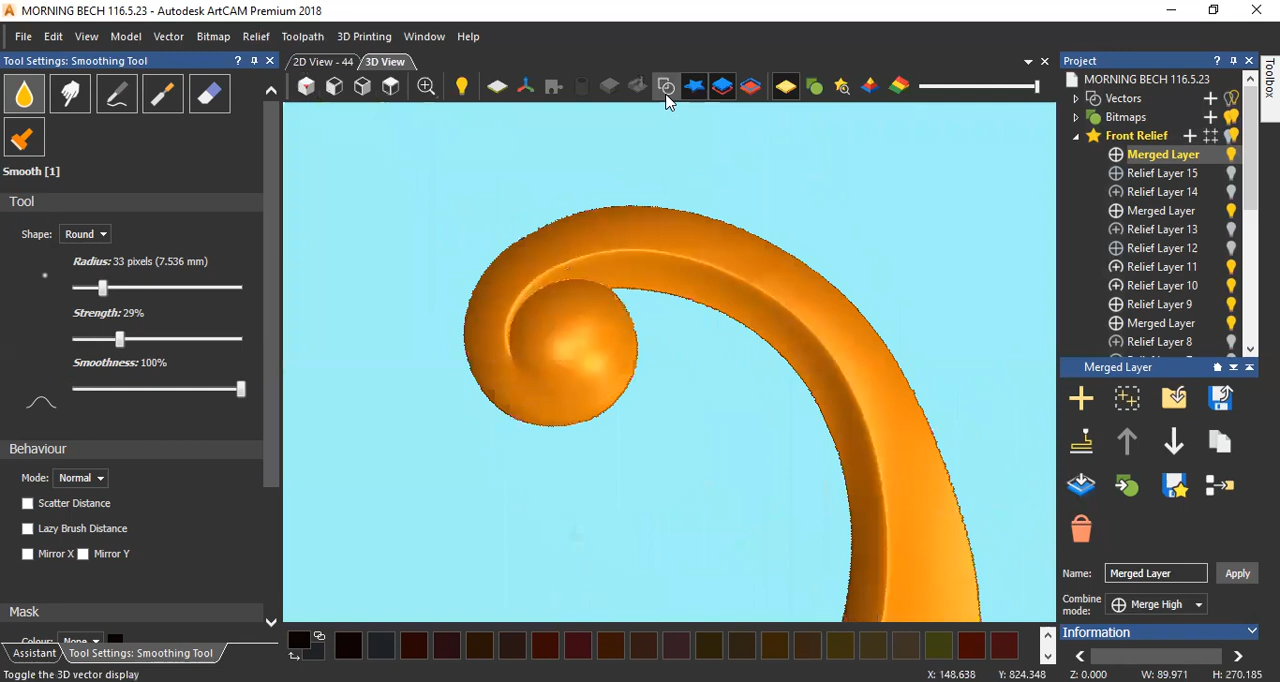 MORNING BECH 116.5.23 - Autodesk ArtCAM Premium 2018
File Edit View Model Vector Bitmap Relief Toolpath 3D Printing Window Help
Tool Settings: Smoothing Tool
2D View - 44
3D View
Project
Toolbox
Smooth [1]
Tool
Shape: Round
Radius: 33 pixels (7.536 mm)
Strength: 29%
Smoothness: 100%
Behaviour
Mode: Normal
Scatter Distance
Lazy Brush Distance
Mirror X Mirror Y
Mask
Assistant
Tool Settings: Smoothing Tool
Toggle the 3D vector display
MORNING BECH 116.5.23
Vectors
Bitmaps
Front Relief
Merged Layer
Relief Layer 15
Relief Layer 14
Merged Layer
Relief Layer 13
Relief Layer 12
Relief Layer 11
Relief Layer 10
Relief Layer 9
Merged Layer
Relief Layer 8
Merged Layer
Name: Merged Layer Apply
Combine mode: Merge High
Information
X: 148.638 Y: 824.348 Z: 0.000 W: 89.971 H: 270.185